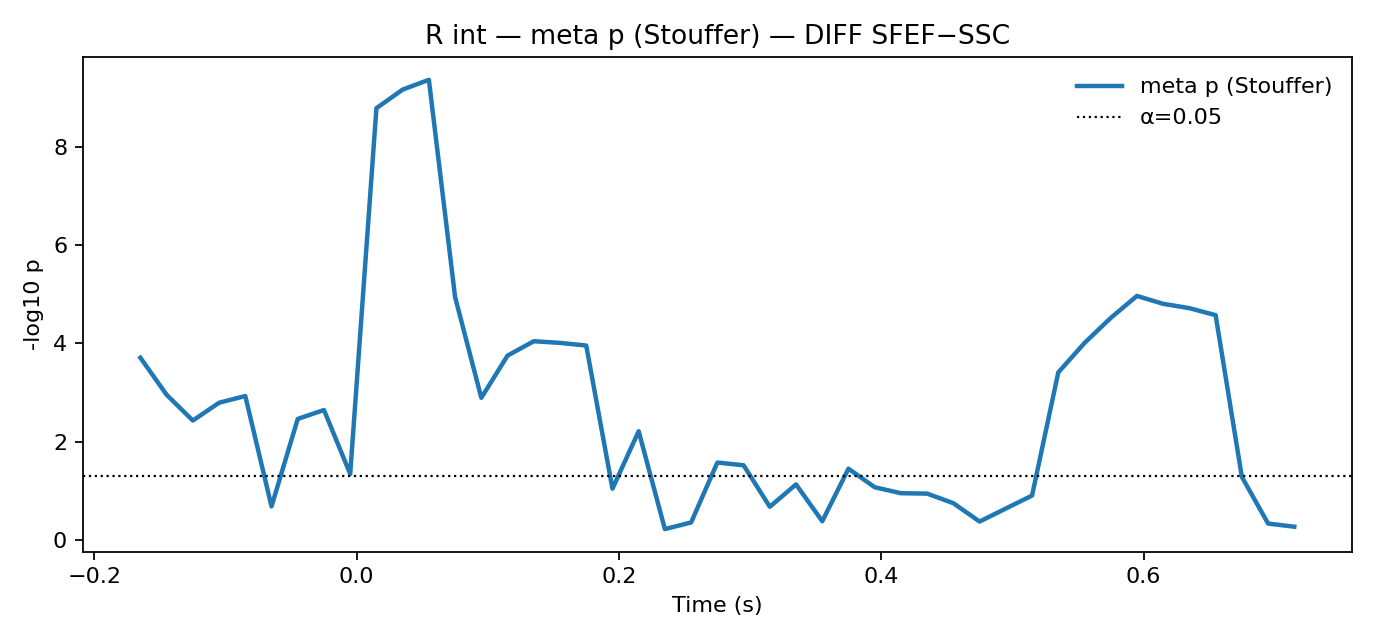 R int — meta p (Stouffer) — DIFF SFEF−SSC
meta p (Stouffer)
α=0.05
-log10 p
8
6
4
2
0
−0.2
0.0
0.2
0.4
0.6
Time (s)